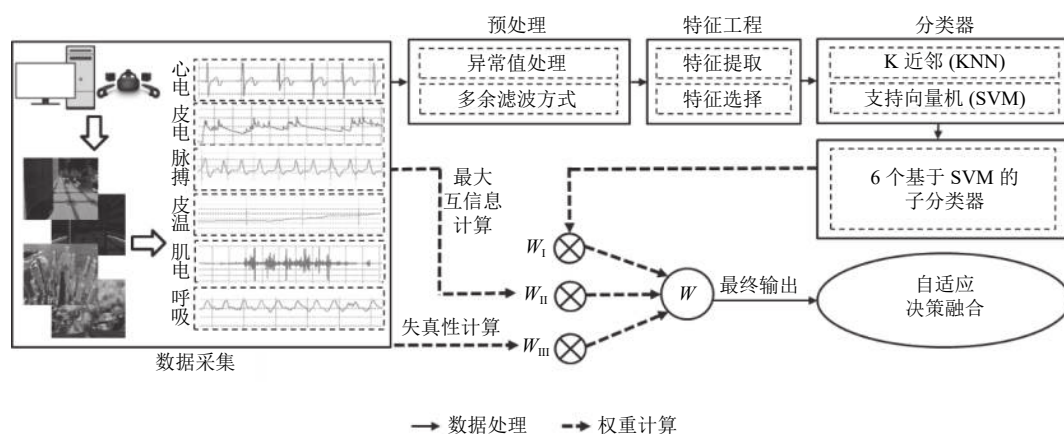 预处理
特征工程
分类器
心电
皮电
脉搏
皮温
肌电
呼吸
数据采集
异常值处理
多余滤波方式
特征提取
特征选择
K 近邻 (KNN)
支持向量机 (SVM)
6 个基于 SVM 的
子分类器
最大
互信息
计算
失真性计算
W_I
W_II
W_III
W
最终输出
自适应
决策融合
数据处理
权重计算